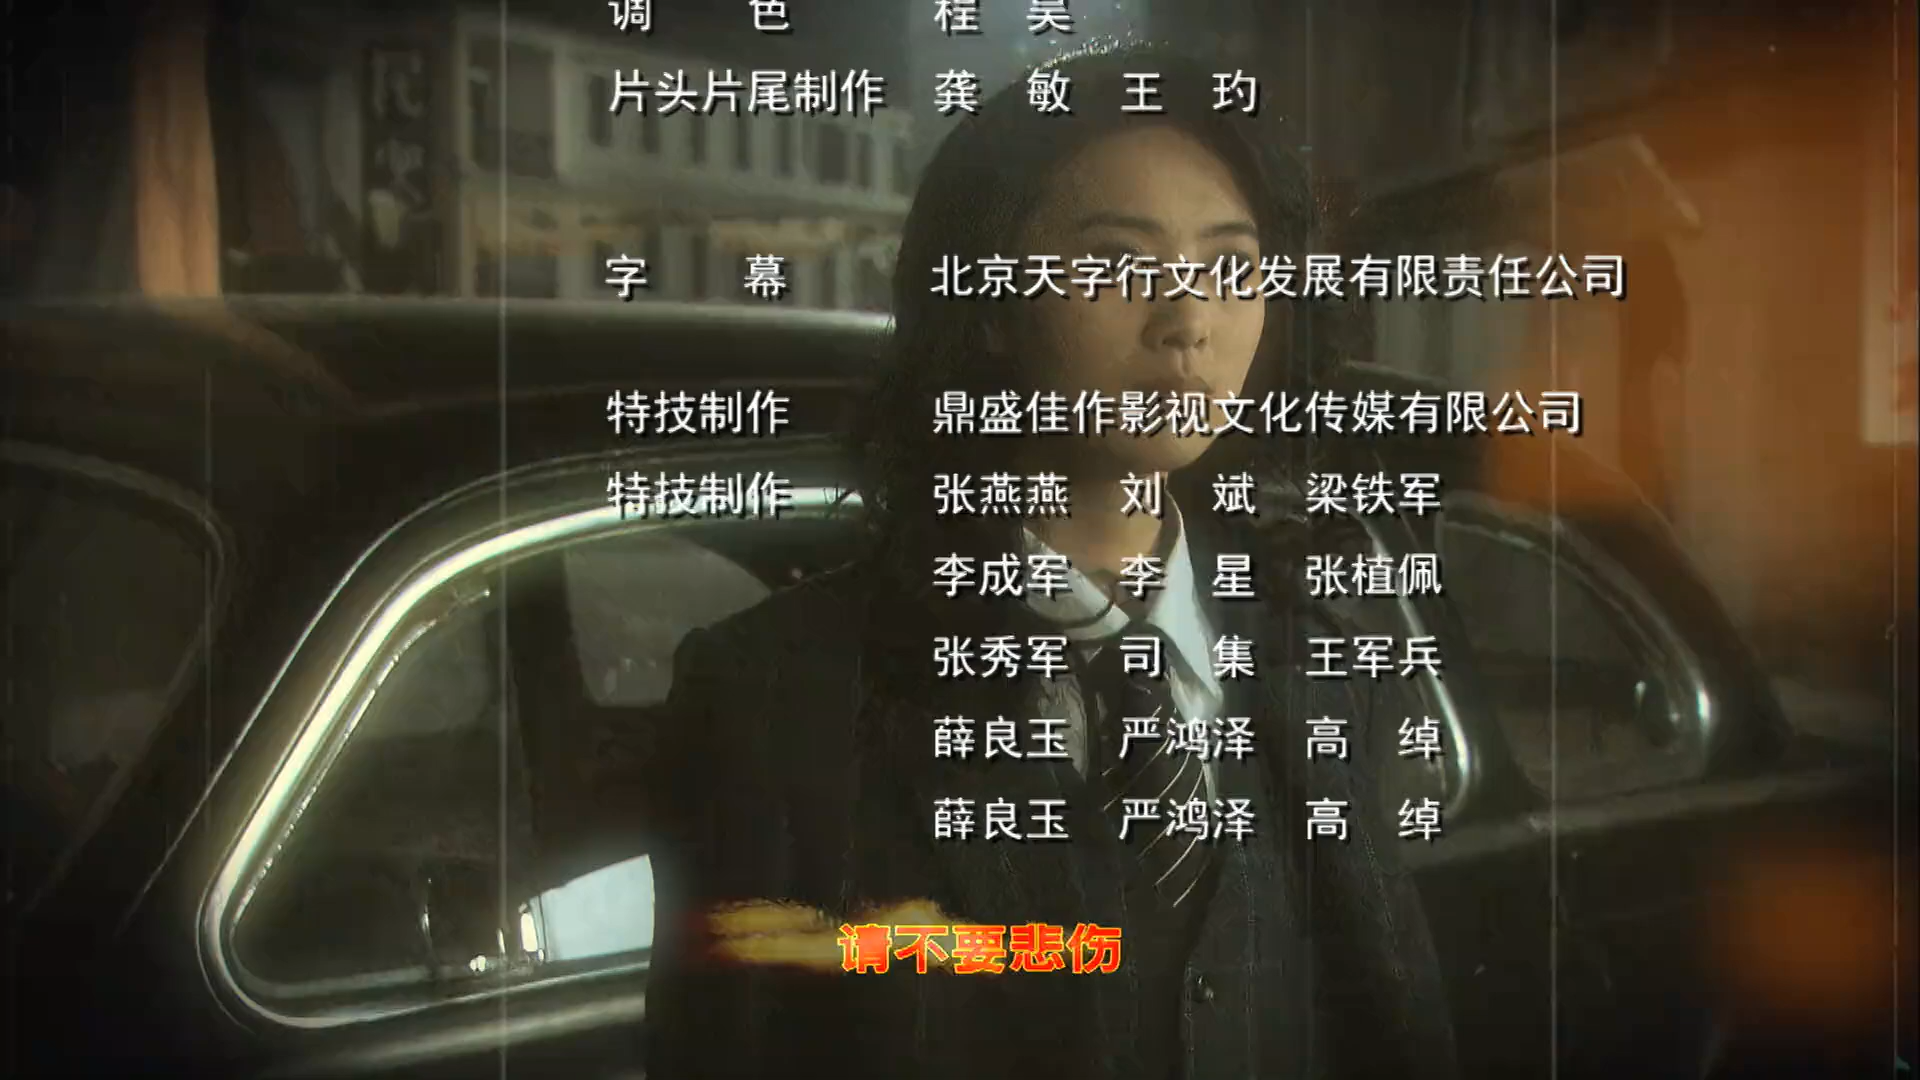 调 色 程 昊
片头片尾制作 龚 敏 王 玓
字 幕 北京天字行文化发展有限责任公司
特技制作 鼎盛佳作影视文化传媒有限公司
特技制作 张燕燕 刘 斌 梁铁军
李成军 李 星 张植佩
张秀军 司 集 王军兵
薛良玉 严鸿泽 高 绰
薛良玉 严鸿泽 高 绰
请不要悲伤